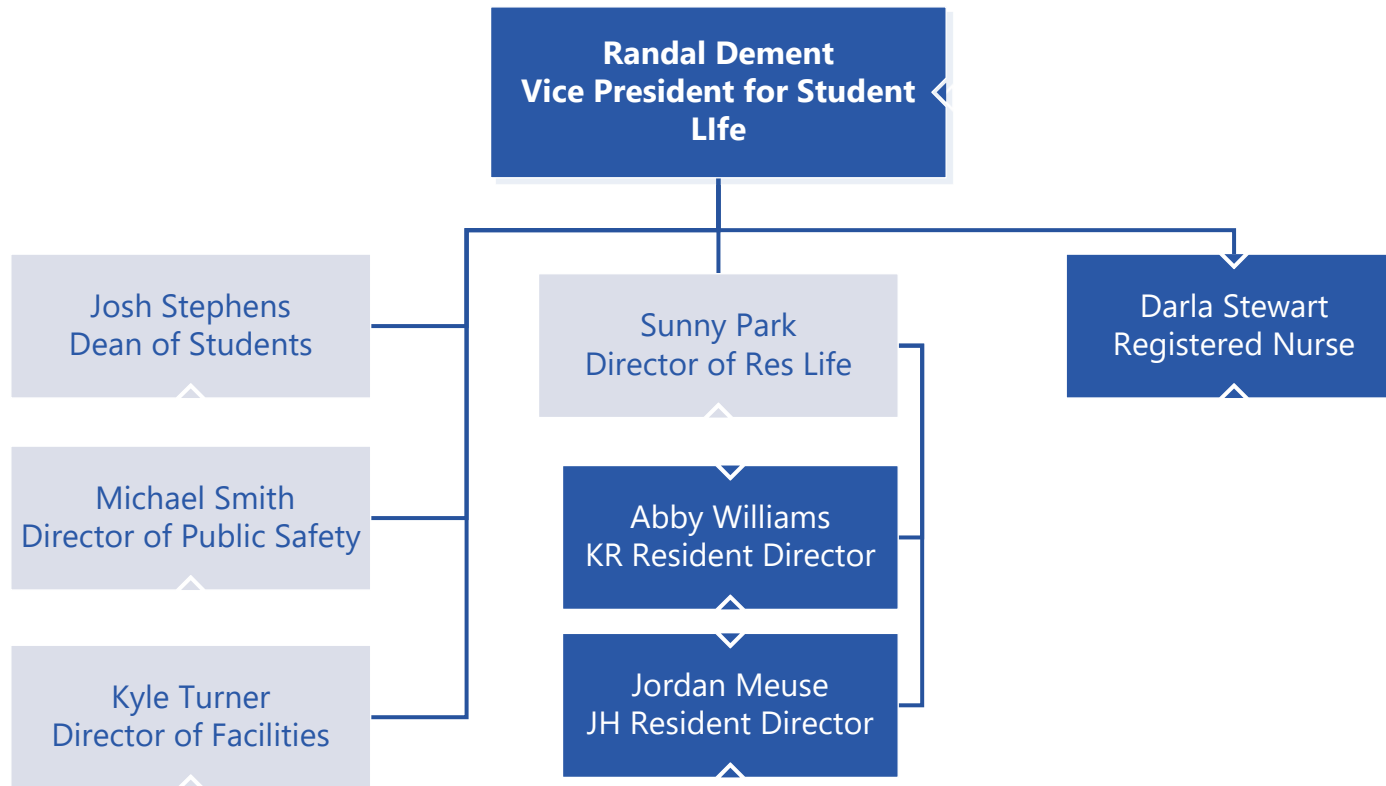 Randal Dement
Vice President for Student
LIfe
Josh Stephens
Dean of Students
Michael Smith
Director of Public Safety
Kyle Turner
Director of Facilities
Sunny Park
Director of Res Life
Abby Williams
KR Resident Director
Jordan Meuse
JH Resident Director
Darla Stewart
Registered Nurse